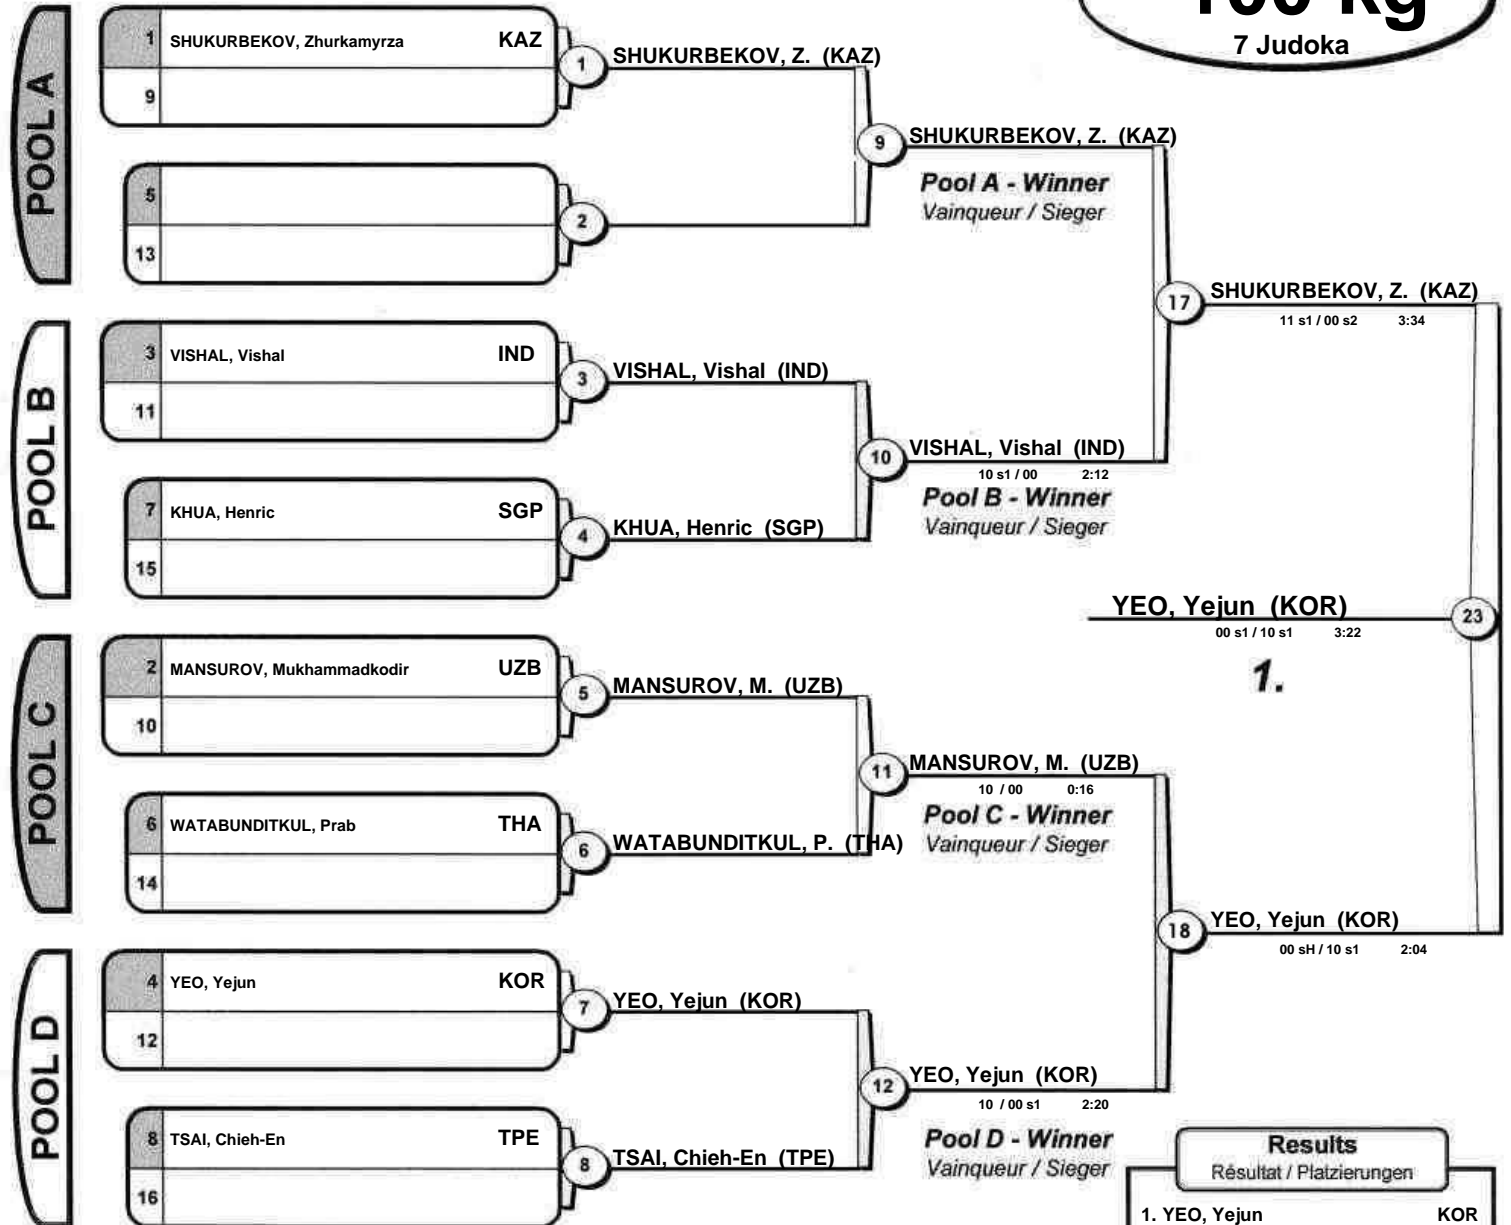 100 kg
7 Judoka
POOL A
1 SHUKURBEKOV, Zhurkamyrza KAZ
9
1
SHUKURBEKOV, Z. (KAZ)
5
13
2
9
SHUKURBEKOV, Z. (KAZ)
Pool A - Winner
Vainqueur / Sieger
POOL B
3 VISHAL, Vishal IND
11
3
VISHAL, Vishal (IND)
7 KHUA, Henric SGP
15
4
KHUA, Henric (SGP)
10
VISHAL, Vishal (IND)
10 s1 / 00 2:12
Pool B - Winner
Vainqueur / Sieger
17
SHUKURBEKOV, Z. (KAZ)
11 s1 / 00 s2 3:34
POOL C
2 MANSUROV, Mukhammadkodir UZB
10
5
MANSUROV, M. (UZB)
6 WATABUNDITKUL, Prab THA
14
6
WATABUNDITKUL, P. (THA)
11
MANSUROV, M. (UZB)
10 / 00 0:16
Pool C - Winner
Vainqueur / Sieger
POOL D
4 YEO, Yejun KOR
12
7
YEO, Yejun (KOR)
8 TSAI, Chieh-En TPE
16
8
TSAI, Chieh-En (TPE)
12
YEO, Yejun (KOR)
10 / 00 s1 2:20
Pool D - Winner
Vainqueur / Sieger
18
YEO, Yejun (KOR)
00 sH / 10 s1 2:04
YEO, Yejun (KOR)
00 s1 / 10 s1 3:22
23
1.
Results
Résultat / Platzierungen
1. YEO, Yejun KOR